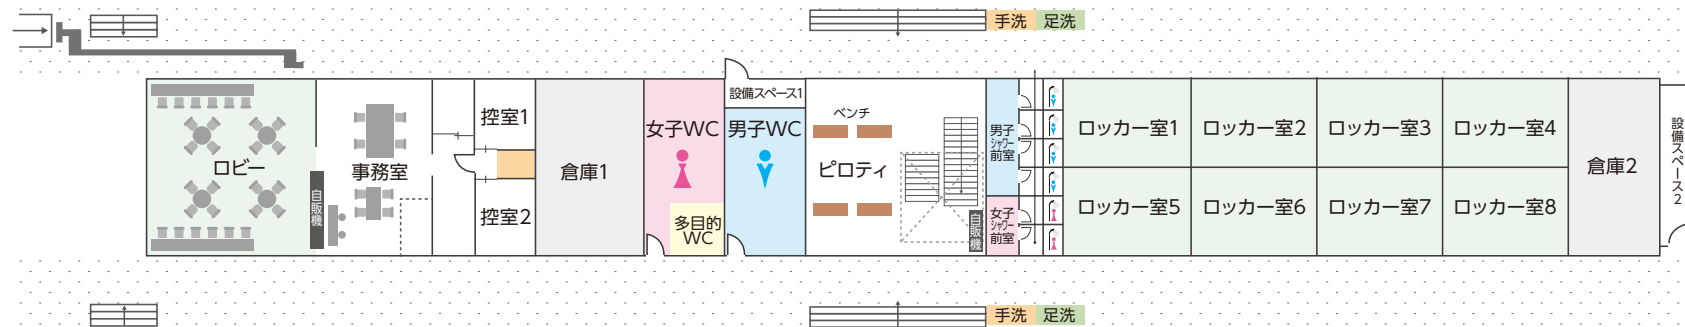 手洗 足洗
ロビー
自販機
事務室
控室1
控室2
倉庫1
女子WC
多目的
WC
設備スペース1
男子WC
ベンチ
ピロティ
自販機
男子
シャワー
前室
女子
シャワー
前室
ロッカー室1
ロッカー室2
ロッカー室3
ロッカー室4
ロッカー室5
ロッカー室6
ロッカー室7
ロッカー室8
倉庫2
設備スペース2
手洗 足洗